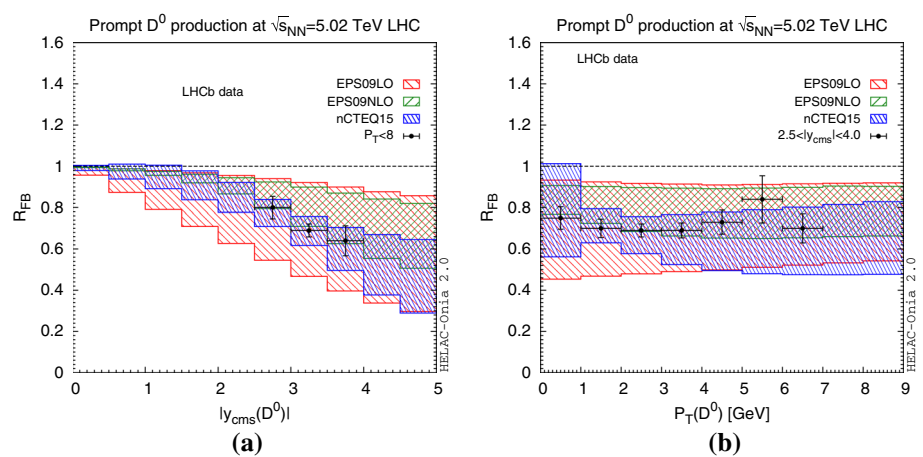 Prompt D⁰ production at √s_NN=5.02 TeV LHC
R_FB
1.6
1.4
1.2
1
0.8
0.6
0.4
0.2
0
LHCb data
EPS09LO
EPS09NLO
nCTEQ15
P_T<8
HELAC-Onia 2.0
0 1 2 3 4 5
|y_cms(D⁰)|
(a)
Prompt D⁰ production at √s_NN=5.02 TeV LHC
R_FB
1.6
1.4
1.2
1
0.8
0.6
0.4
0.2
0
LHCb data
EPS09LO
EPS09NLO
nCTEQ15
2.5<|y_cms|<4.0
HELAC-Onia 2.0
0 1 2 3 4 5 6 7 8 9
P_T(D⁰) [GeV]
(b)